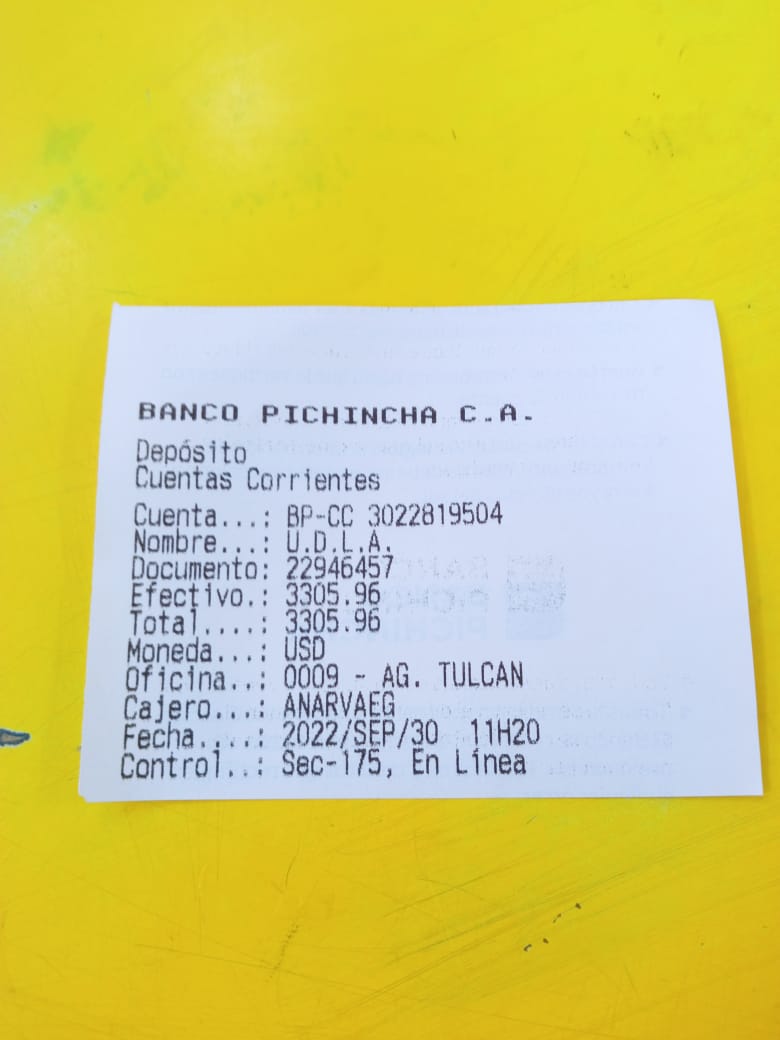 BANCO PICHINCHA C.A.
Depósito
Cuentas Corrientes
Cuenta...: BP-CC 3022819504
Nombre...: U.D.L.A.
Documento: 22946457
Efectivo.: 3305.96
Total....: 3305.96
Moneda...: USD
Oficina..: 0009 - AG. TULCAN
Cajero...: ANARVAEG
Fecha....: 2022/SEP/30 11H20
Control..: Sec-175, En Línea